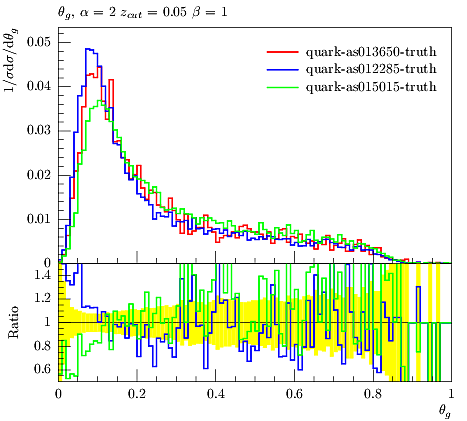 θg, α = 2 zcut = 0.05 β = 1
1/σdσ/dθg
quark-as013650-truth
quark-as012285-truth
quark-as015015-truth
0.05
0.04
0.03
0.02
0.01
0
Ratio
1.4
1.2
1
0.8
0.6
0 0.2 0.4 0.6 0.8 1
θg